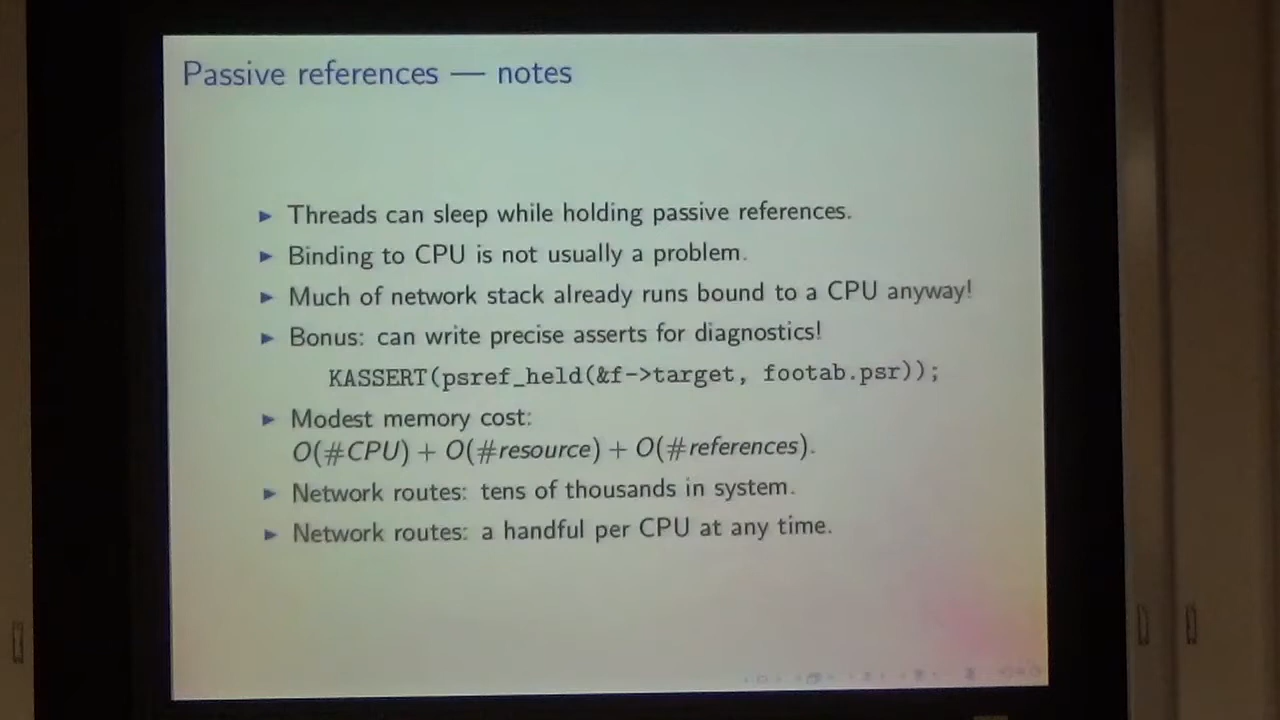 Passive references — notes
► Threads can sleep while holding passive references.
► Binding to CPU is not usually a problem.
► Much of network stack already runs bound to a CPU anyway!
► Bonus: can write precise asserts for diagnostics!
KASSERT(psref_held(&f->target, footab.psr));
► Modest memory cost:
O(#CPU) + O(#resource) + O(#references).
► Network routes: tens of thousands in system.
► Network routes: a handful per CPU at any time.